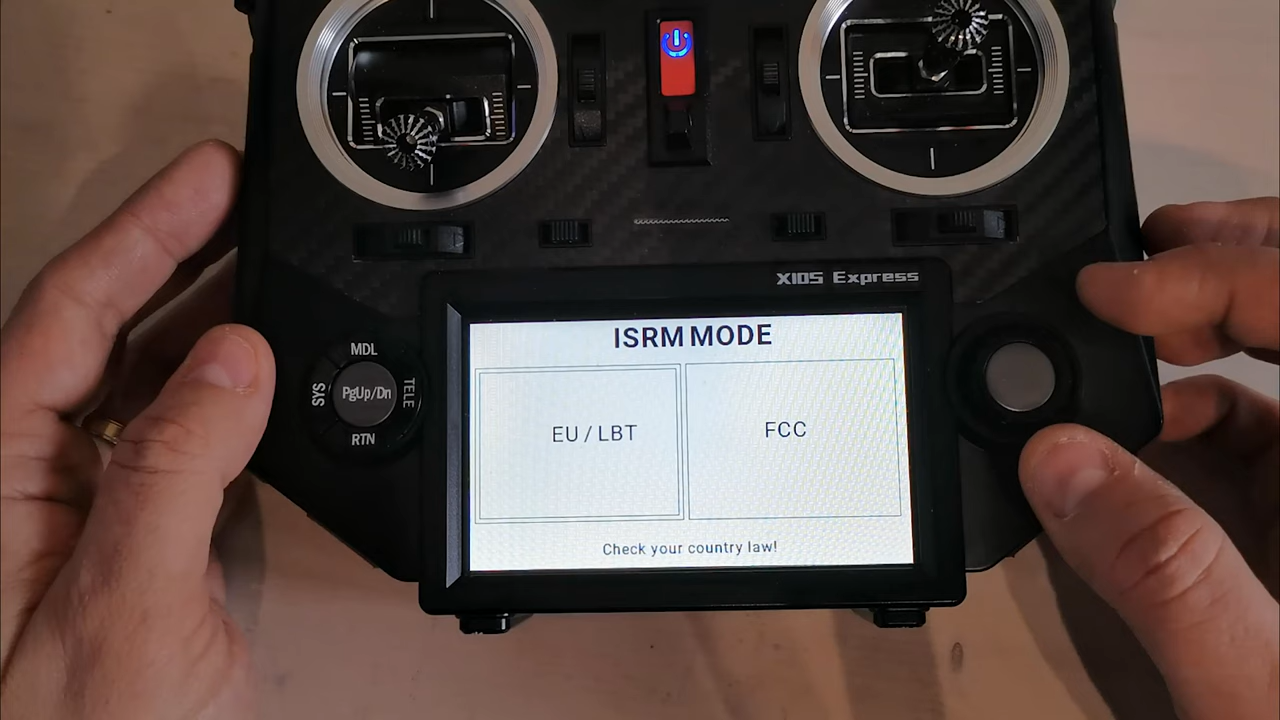 X10S Express
ISRM MODE
EU / LBT
FCC
Check your country law!
MDL
SYS
PgUp/Dn
TELE
RTN